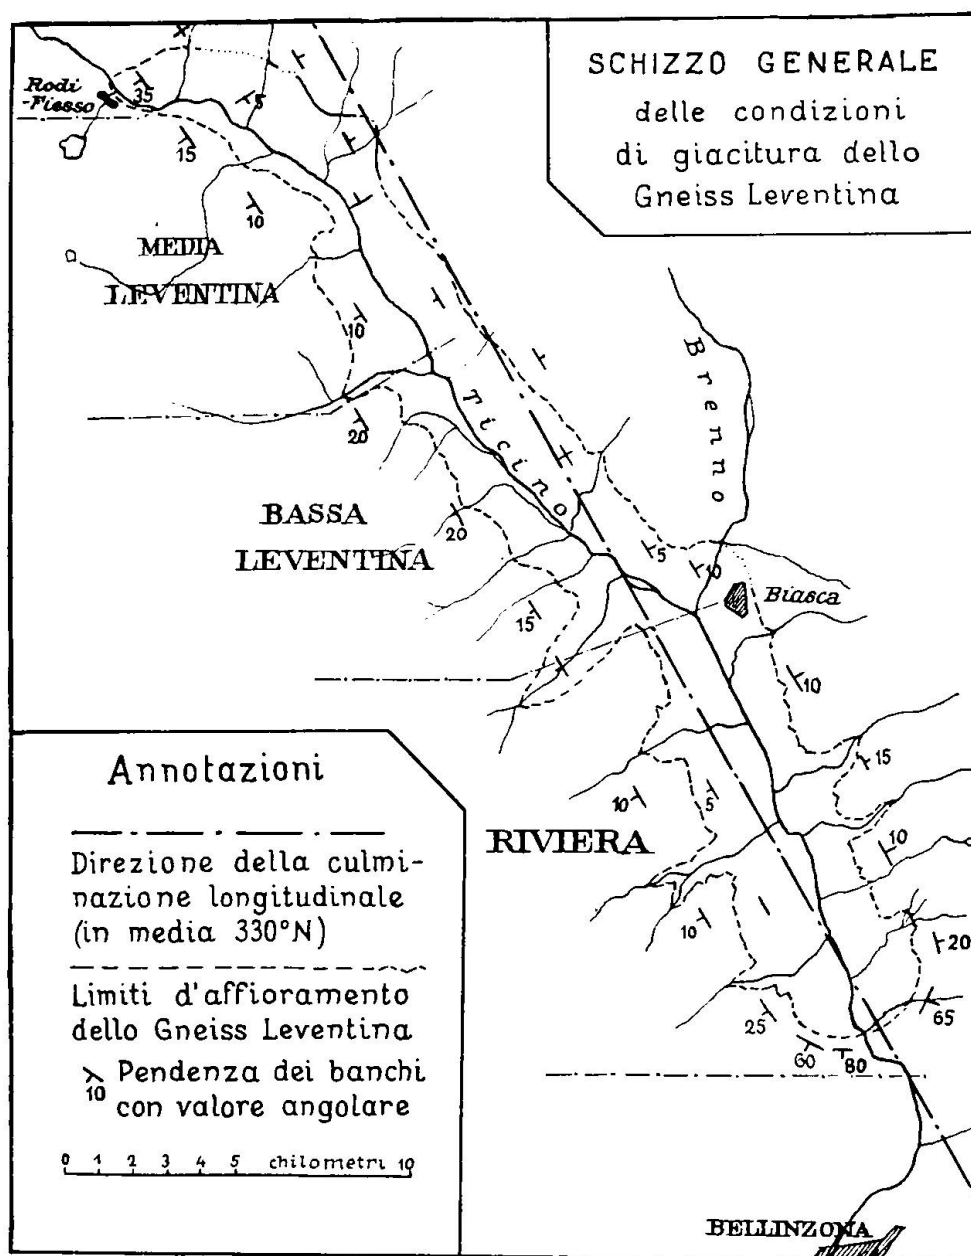 SCHIZZO GENERALE
delle condizioni
di giacitura dello
Gneiss Leventina
Rodi
-Fiesso
35
5
15
10
MEDIA
LEVENTINA
10
20
Ticino
Brenno
BASSA
LEVENTINA
20
15
5
10
Biasca
10
15
10
5
RIVIERA
10
10
20
25
60
80
65
BELLINZONA
Annotazioni
Direzione della culmi-
nazione longitudinale
(in media 330°N)
Limiti d'affioramento
dello Gneiss Leventina
10
Pendenza dei banchi
con valore angolare
0 1 2 3 4 5 chilometri 10